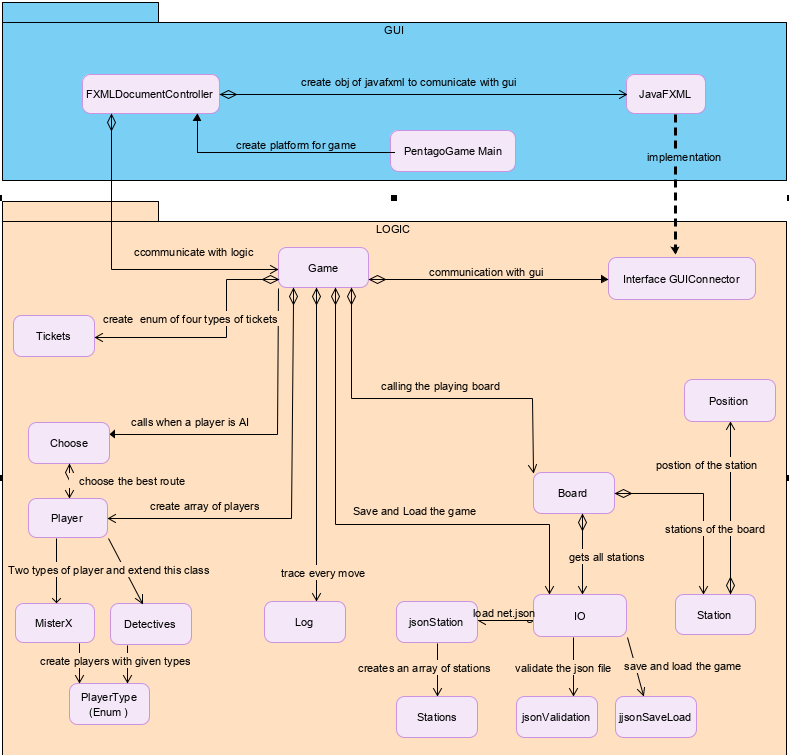 GUI
create obj of javafxml to comunicate with gui
FXMLDocumentController
JavaFXML
create platform for game
PentagoGame Main
implementation
LOGIC
ccommunicate with logic
Game
communication with gui
Interface GUIConnector
create  enum of four types of tickets
Tickets
calling the playing board
Position
calls when a player is AI
Choose
postion of the station
choose the best route
Board
create array of players
Save and Load the game
Player
stations of the board
gets all stations
Two types of player and extend this class
trace every move
load net.json
MisterX
Detectives
Log
jsonStation
IO
Station
create players with given types
creates an array of stations
validate the json file
save and load the game
PlayerType
(Enum )
Stations
jsonValidation
jjsonSaveLoad